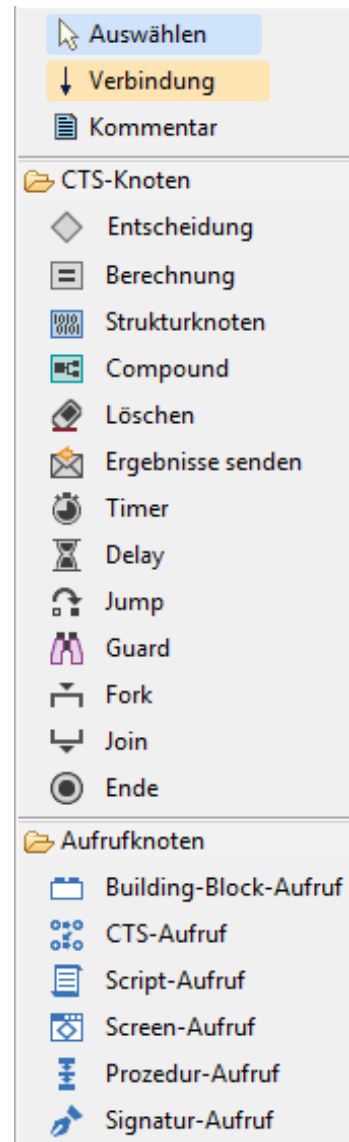 Auswählen
Verbindung
Kommentar
CTS-Knoten
Entscheidung
Berechnung
Strukturknoten
Compound
Löschen
Ergebnisse senden
Timer
Delay
Jump
Guard
Fork
Join
Ende
Aufrufknoten
Building-Block-Aufruf
CTS-Aufruf
Script-Aufruf
Screen-Aufruf
Prozedur-Aufruf
Signatur-Aufruf